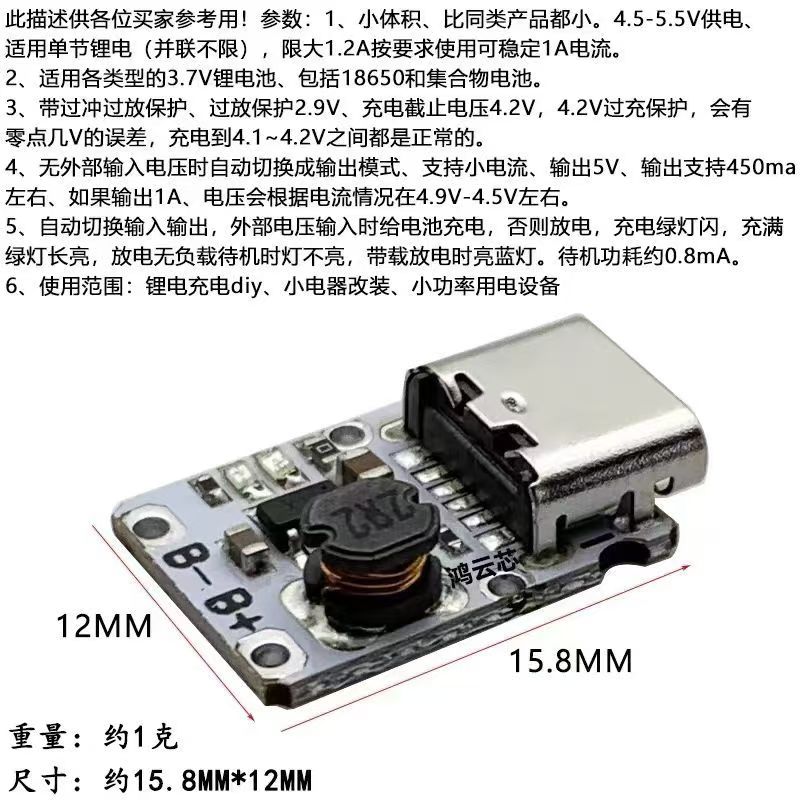 此描述供各位买家参考用！参数：1、小体积、比同类产品都小。4.5-5.5V供电、
适用单节锂电（并联不限），限大1.2A按要求使用可稳定1A电流。
2、适用各类型的3.7V锂电池、包括18650和集合物电池。
3、带过冲过放保护、过放保护2.9V、充电截止电压4.2V，4.2V过充保护，会有
零点几V的误差，充电到4.1~4.2V之间都是正常的。
4、无外部输入电压时自动切换成输出模式、支持小电流、输出5V、输出支持450ma
左右、如果输出1A、电压会根据电流情况在4.9V-4.5V左右。
5、自动切换输入输出，外部电压输入时给电池充电，否则放电，充电绿灯闪，充满
绿灯长亮，放电无负载待机时灯不亮，带载放电时亮蓝灯。待机功耗约0.8mA。
6、使用范围：锂电充电diy、小电器改装、小功率用电设备
2R2
鸿云芯
B-
B+
12MM
15.8MM
重量：约1克
尺寸：约15.8MM*12MM